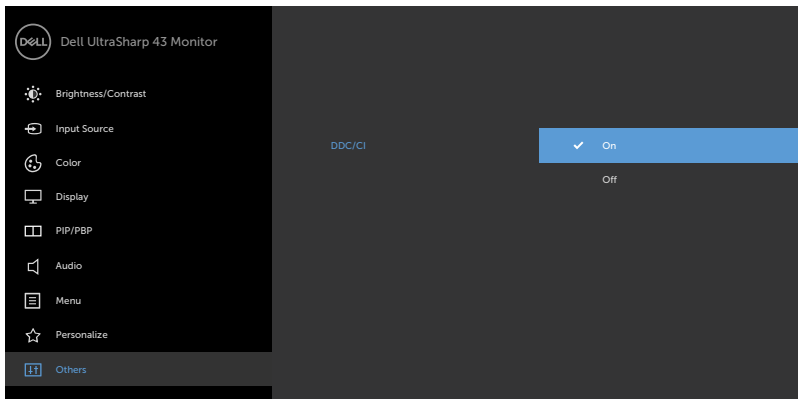 DELL
Dell UltraSharp 43 Monitor
Brightness/Contrast
Input Source
Color
Display
PIP/PBP
Audio
Menu
Personalize
Others
DDC/CI
On
Off